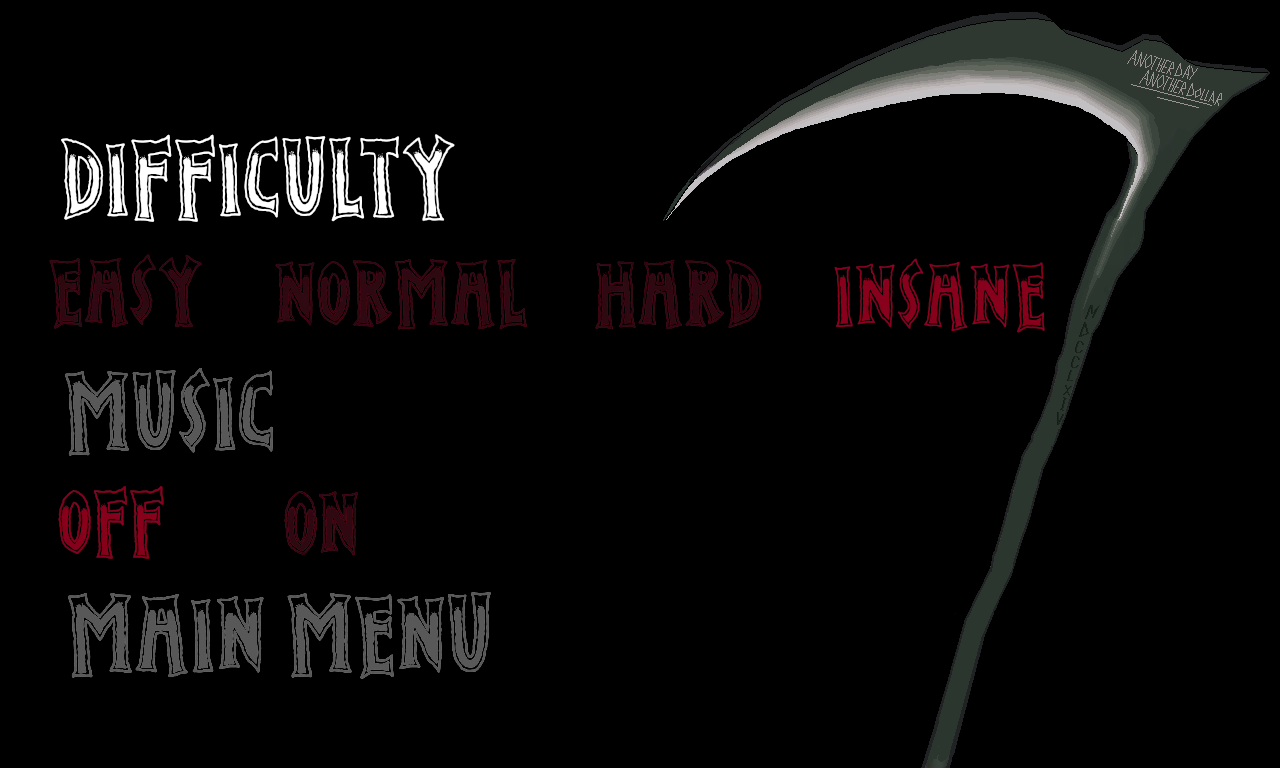 ANOTHER DAY
ANOTHER DOLLAR
DIFFICULTY
EASY NORMAL HARD INSANE
MUSIC
OFF ON
MAIN MENU